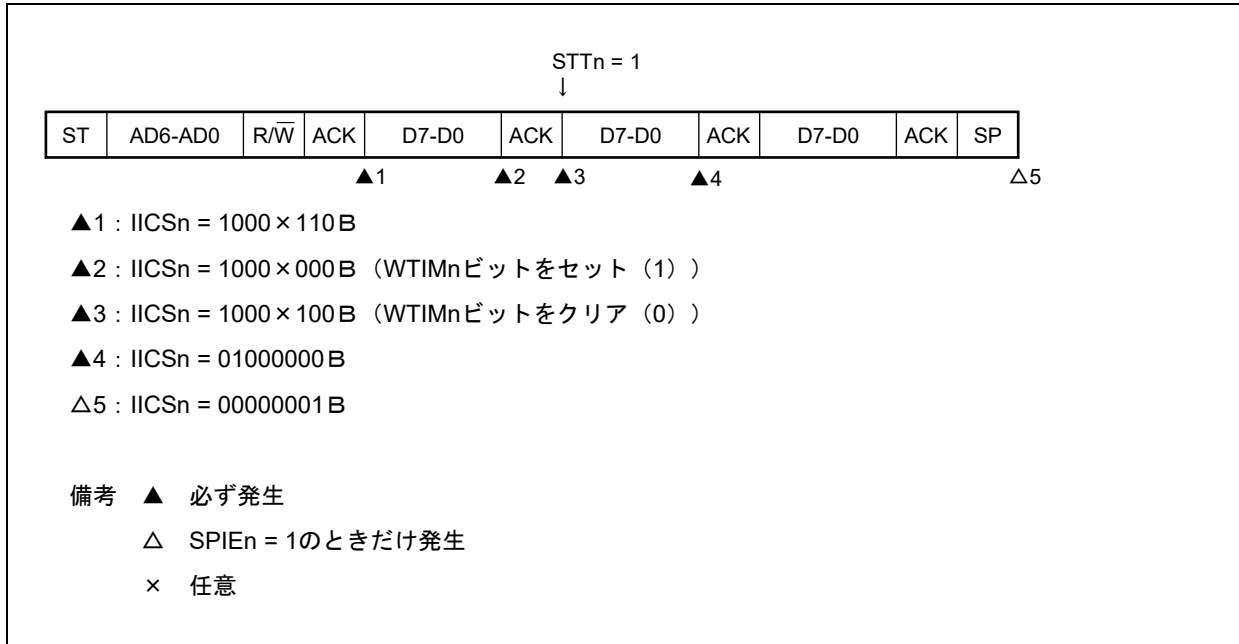 STTn = 1
↓
ST AD6-AD0 R/W̅ ACK D7-D0 ACK D7-D0 ACK D7-D0 ACK SP
▲1 ▲2 ▲3 ▲4 △5
▲1：IICSn = 1000×110B
▲2：IICSn = 1000×000B（WTIMnビットをセット（1））
▲3：IICSn = 1000×100B（WTIMnビットをクリア（0））
▲4：IICSn = 01000000B
△5：IICSn = 00000001B
備考 ▲ 必ず発生
△ SPIEn = 1のときだけ発生
× 任意